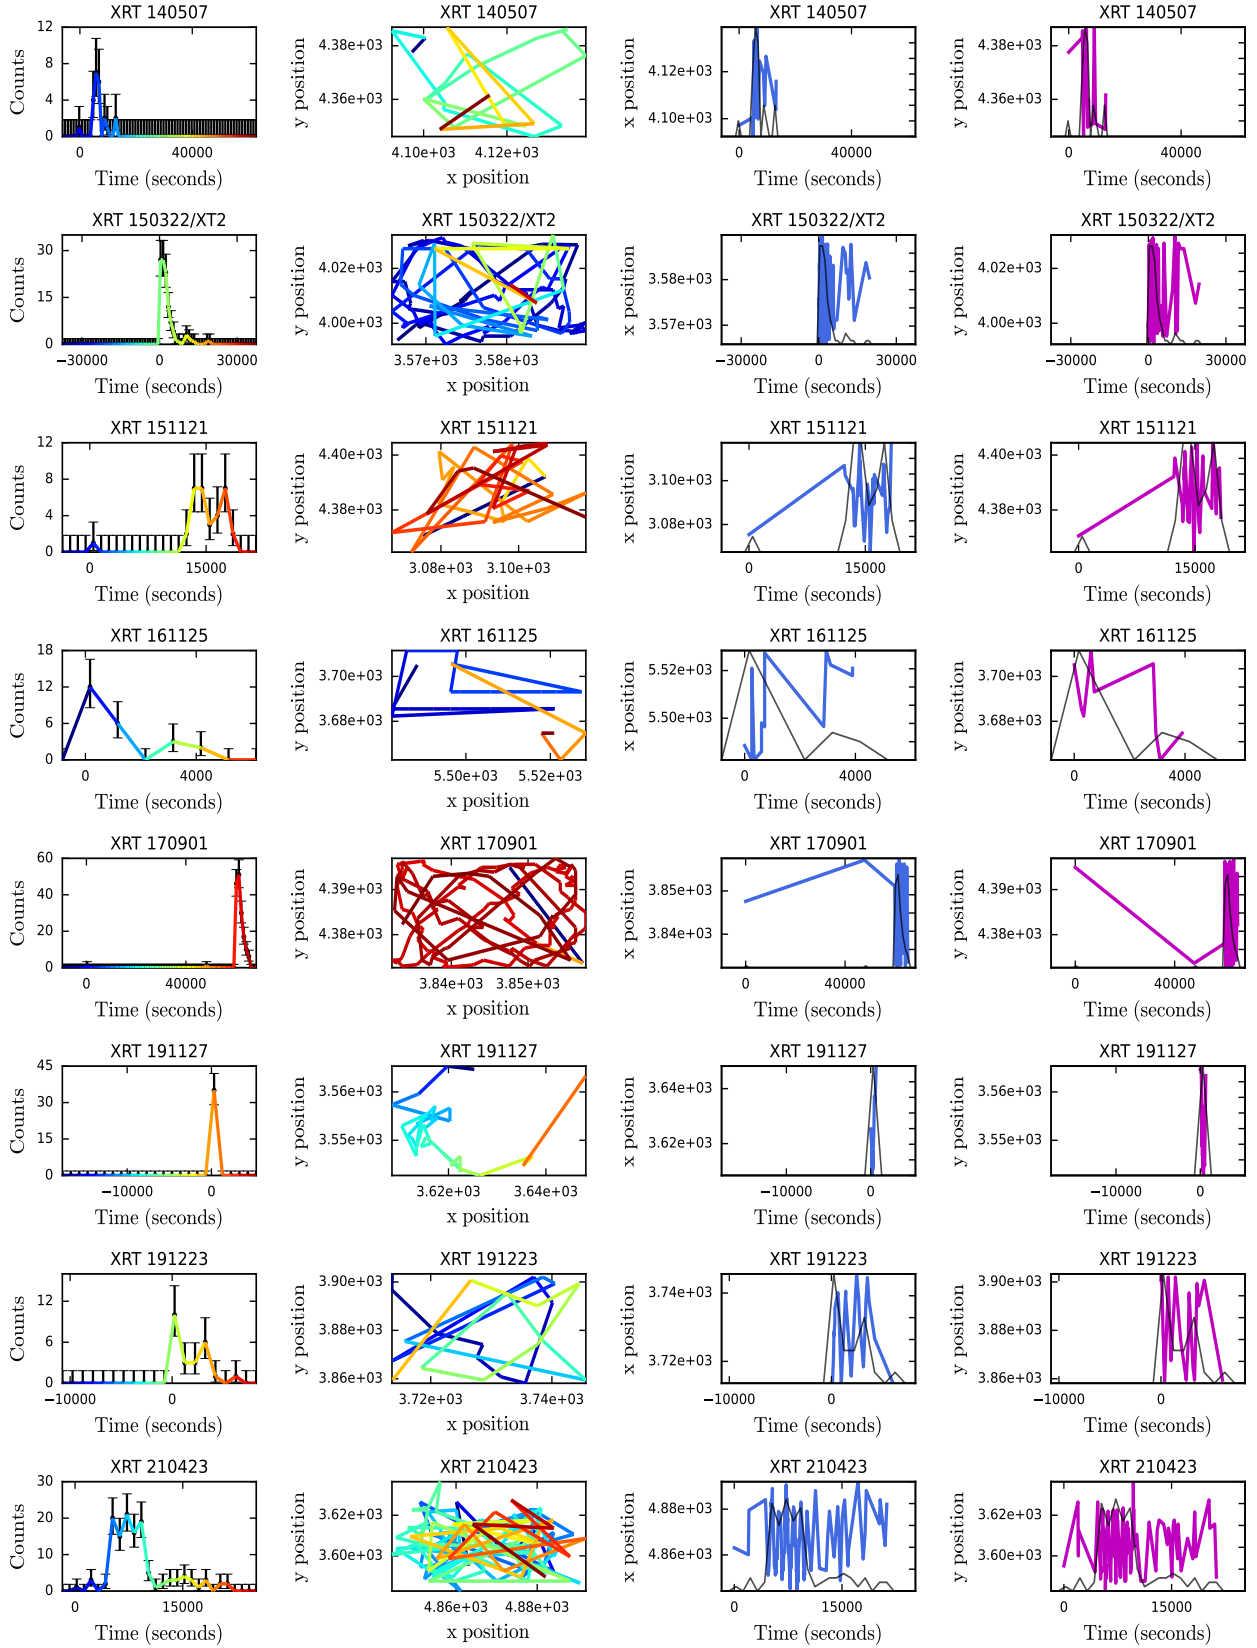 XRT 140507 XRT 140507 XRT 140507 XRT 140507
Counts 12 8 4 0 y position 4.38e+03 4.36e+03 x position 4.12e+03 4.10e+03 y position 4.38e+03 4.36e+03
0 40000 4.10e+03 4.12e+03 0 40000 0 40000
Time (seconds) x position Time (seconds) Time (seconds)
XRT 150322/XT2 XRT 150322/XT2 XRT 150322/XT2 XRT 150322/XT2
Counts 30 15 0 y position 4.02e+03 4.00e+03 x position 3.58e+03 3.57e+03 y position 4.02e+03 4.00e+03
−30000 0 30000 3.57e+03 3.58e+03 −30000 0 30000 −30000 0 30000
Time (seconds) x position Time (seconds) Time (seconds)
XRT 151121 XRT 151121 XRT 151121 XRT 151121
Counts 12 8 4 0 y position 4.40e+03 4.38e+03 x position 3.10e+03 3.08e+03 y position 4.40e+03 4.38e+03
0 15000 3.08e+03 3.10e+03 0 15000 0 15000
Time (seconds) x position Time (seconds) Time (seconds)
XRT 161125 XRT 161125 XRT 161125 XRT 161125
Counts 18 12 6 0 y position 3.70e+03 3.68e+03 x position 5.52e+03 5.50e+03 y position 3.70e+03 3.68e+03
0 4000 5.50e+03 5.52e+03 0 4000 0 4000
Time (seconds) x position Time (seconds) Time (seconds)
XRT 170901 XRT 170901 XRT 170901 XRT 170901
Counts 60 40 20 0 y position 4.39e+03 4.38e+03 x position 3.85e+03 3.84e+03 y position 4.39e+03 4.38e+03
0 40000 3.84e+03 3.85e+03 0 40000 0 40000
Time (seconds) x position Time (seconds) Time (seconds)
XRT 191127 XRT 191127 XRT 191127 XRT 191127
Counts 45 30 15 0 y position 3.56e+03 3.55e+03 x position 3.64e+03 3.62e+03 y position 3.56e+03 3.55e+03
−10000 0 3.62e+03 3.64e+03 −10000 0 −10000 0
Time (seconds) x position Time (seconds) Time (seconds)
XRT 191223 XRT 191223 XRT 191223 XRT 191223
Counts 12 6 0 y position 3.90e+03 3.88e+03 3.86e+03 x position 3.74e+03 3.72e+03 y position 3.90e+03 3.88e+03 3.86e+03
−10000 0 3.72e+03 3.74e+03 −10000 0 −10000 0
Time (seconds) x position Time (seconds) Time (seconds)
XRT 210423 XRT 210423 XRT 210423 XRT 210423
Counts 30 20 10 0 y position 3.62e+03 3.60e+03 x position 4.88e+03 4.86e+03 y position 3.62e+03 3.60e+03
0 15000 4.86e+03 4.88e+03 0 15000 0 15000
Time (seconds) x position Time (seconds) Time (seconds)